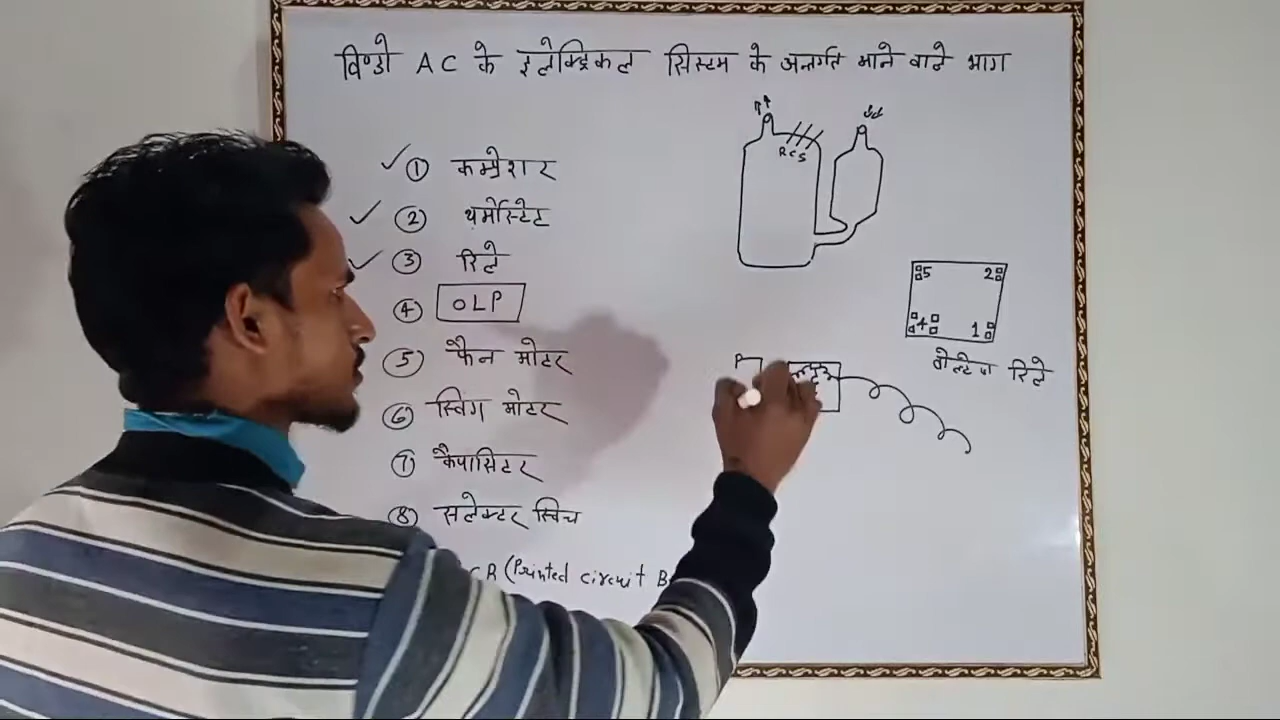 विण्डो AC के इलेक्ट्रिकल सिस्टम के अन्तर्गत आने वाले भाग
① कम्प्रेशर
② थर्मोस्टेट
③ रिले
④ OLP
⑤ फैन मोटर
⑥ स्विंग मोटर
⑦ कैपासिटर
⑧ सलेक्टर स्विच
(Printed circuit
R C S
5 2
4 1
वोल्टेज रिले
P